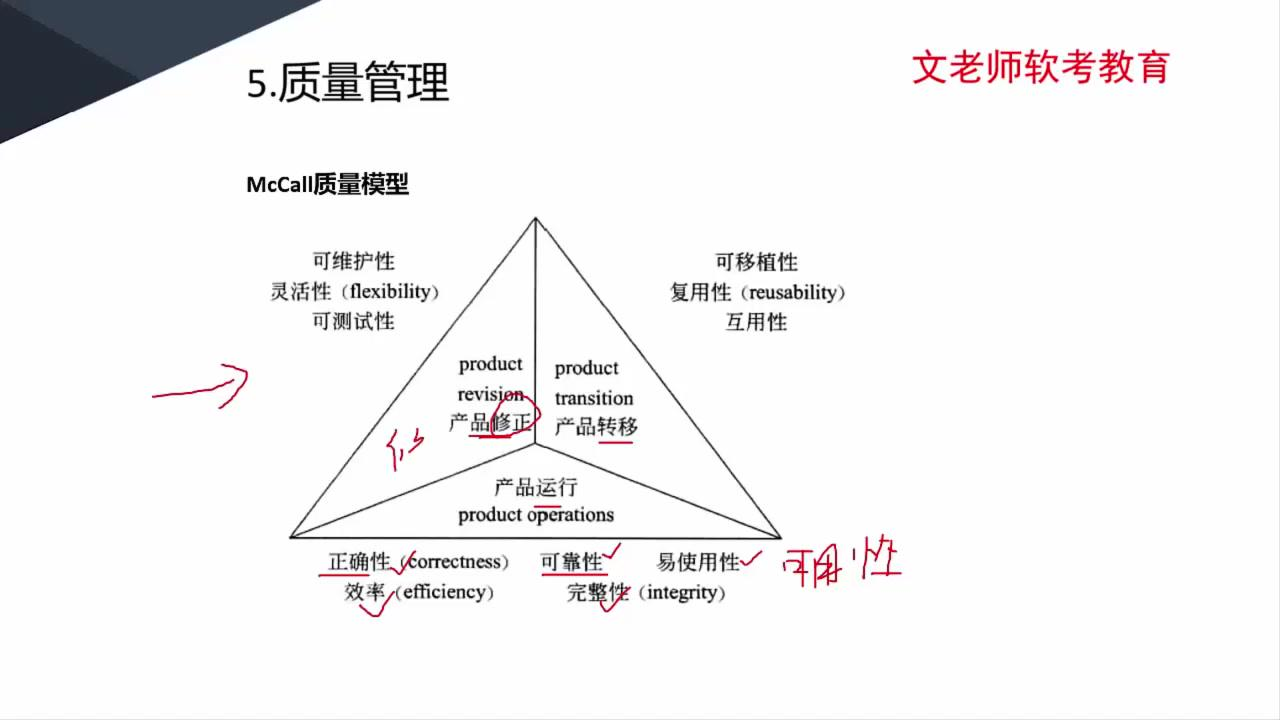 文老师软考教育
5.质量管理
McCall质量模型
可维护性
灵活性（flexibility）
可测试性
可移植性
复用性（reusability）
互用性
product
revision
产品修正
product
transition
产品转移
产品运行
product operations
正确性（correctness） 可靠性 易使用性 可用性
效率（efficiency） 完整性（integrity）